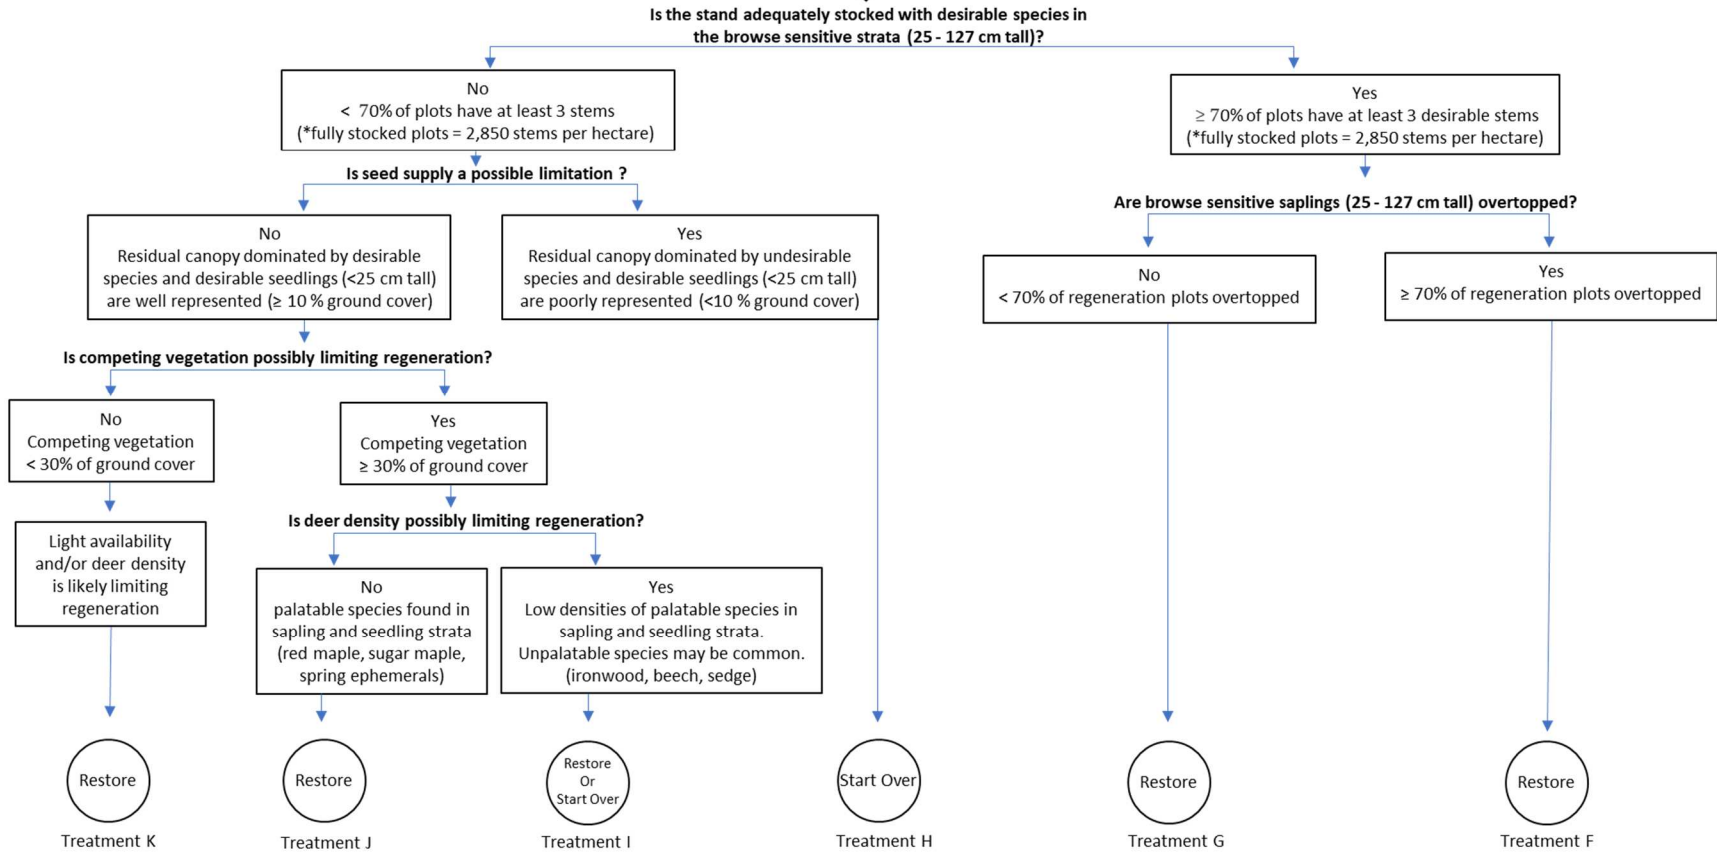 Is the stand adequately stocked with desirable species in
the browse sensitive strata (25 - 127 cm tall)?
No
< 70% of plots have at least 3 stems
(*fully stocked plots = 2,850 stems per hectare)
Yes
≥ 70% of plots have at least 3 desirable stems
(*fully stocked plots = 2,850 stems per hectare)
Is seed supply a possible limitation ?
Are browse sensitive saplings (25 - 127 cm tall) overtopped?
No
Residual canopy dominated by desirable
species and desirable seedlings (<25 cm tall)
are well represented (≥ 10 % ground cover)
Yes
Residual canopy dominated by undesirable
species and desirable seedlings (<25 cm tall)
are poorly represented (<10 % ground cover)
No
< 70% of regeneration plots overtopped
Yes
≥ 70% of regeneration plots overtopped
Is competing vegetation possibly limiting regeneration?
No
Competing vegetation
< 30% of ground cover
Yes
Competing vegetation
≥ 30% of ground cover
Is deer density possibly limiting regeneration?
Light availability
and/or deer density
is likely limiting
regeneration
No
palatable species found in
sapling and seedling strata
(red maple, sugar maple,
spring ephemerals)
Yes
Low densities of palatable species in
sapling and seedling strata.
Unpalatable species may be common.
(ironwood, beech, sedge)
Restore
Restore
Restore
Or
Start Over
Start Over
Restore
Restore
Treatment K
Treatment J
Treatment I
Treatment H
Treatment G
Treatment F